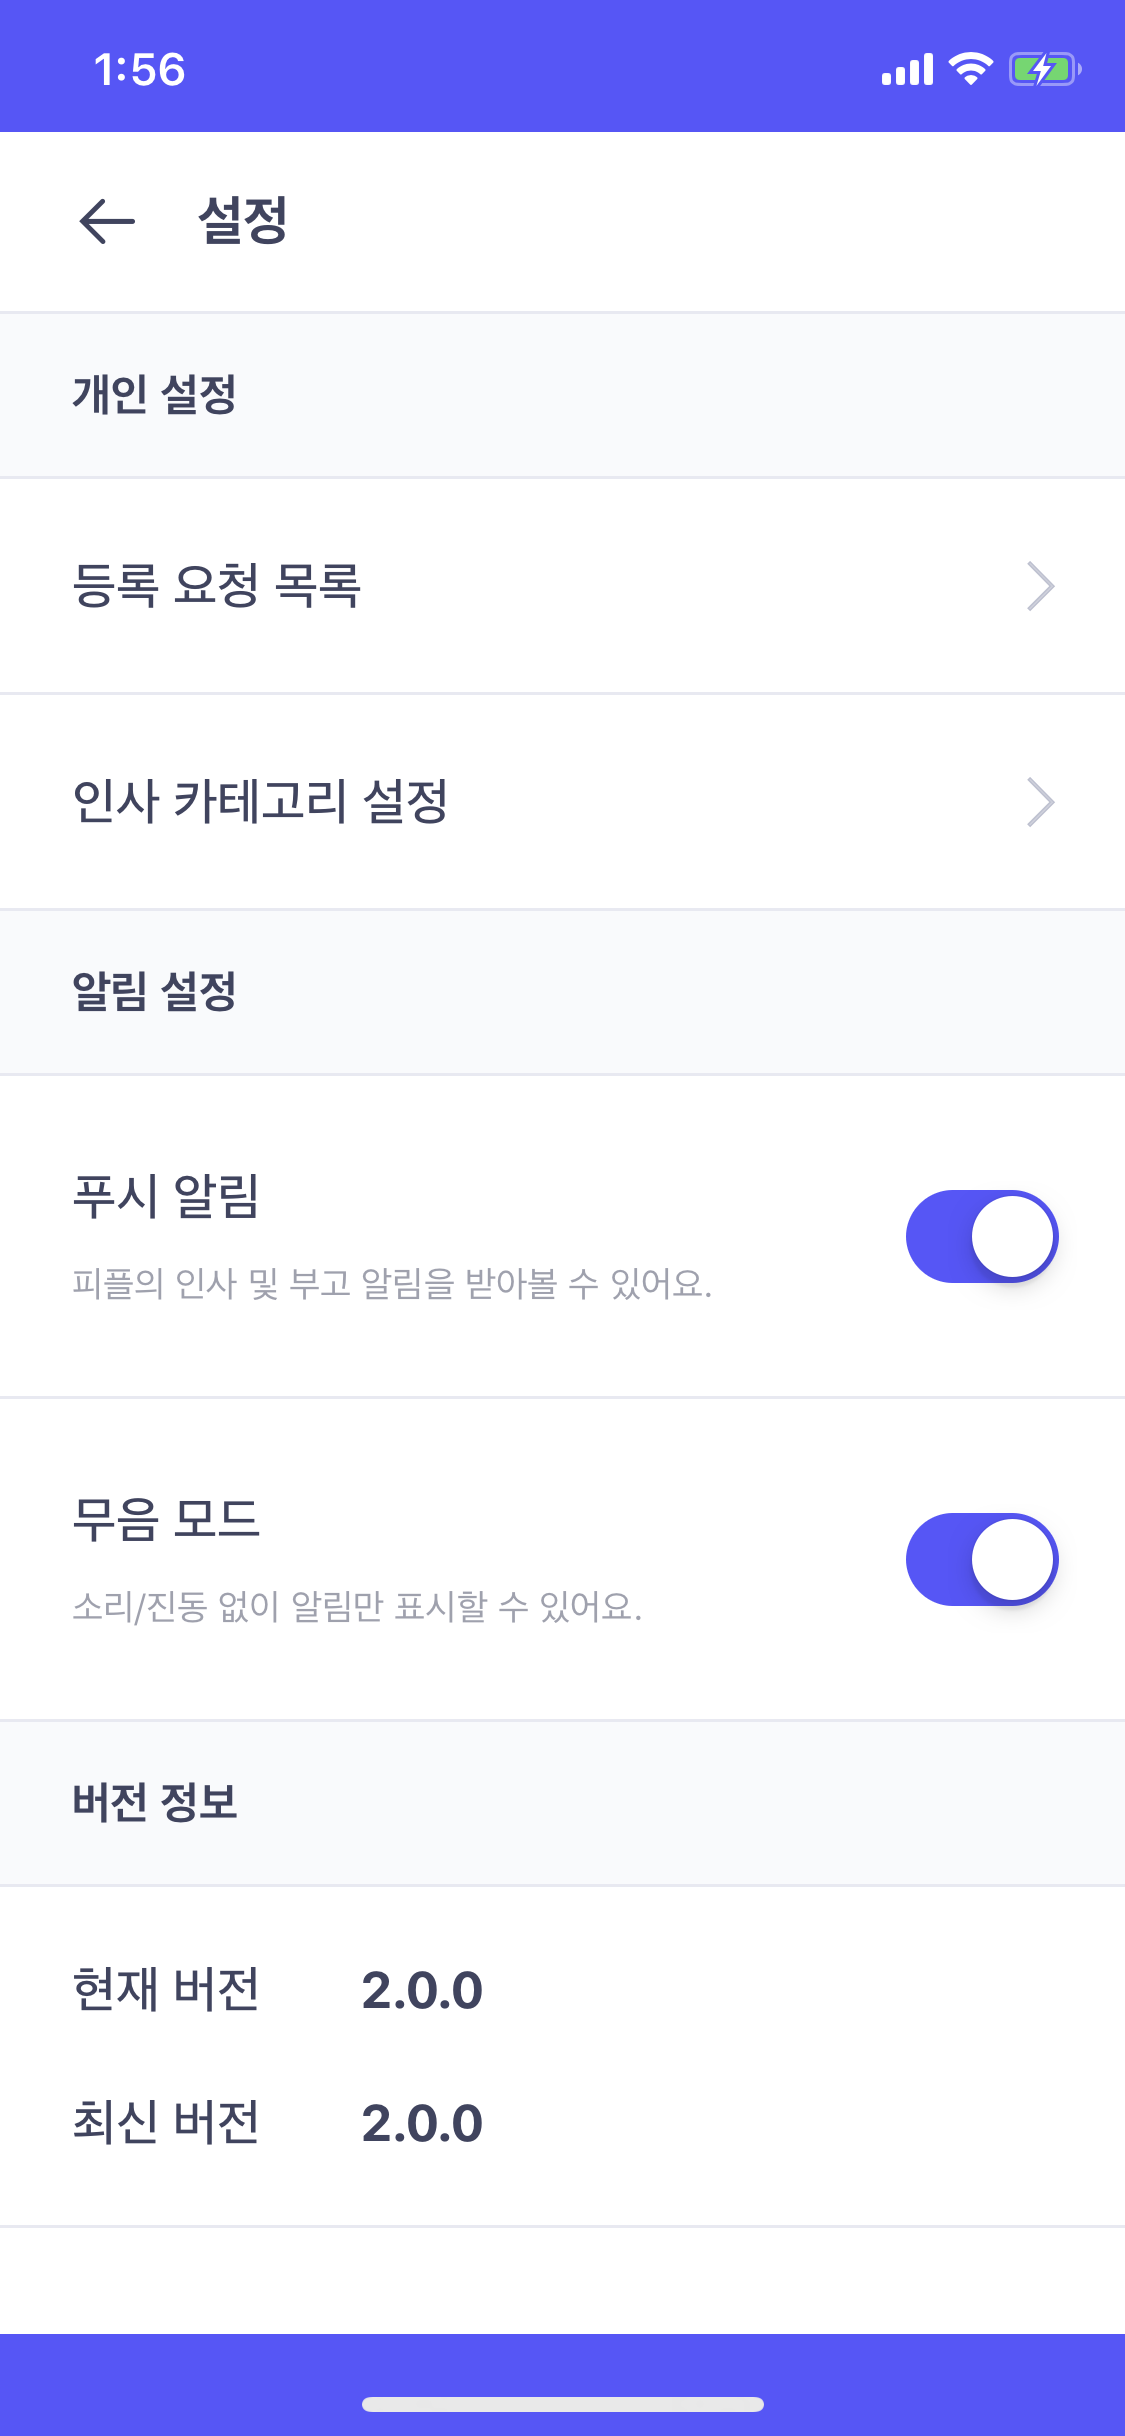 1:56
설정
개인 설정
등록 요청 목록
인사 카테고리 설정
알림 설정
푸시 알림
피플의 인사 및 부고 알림을 받아볼 수 있어요.
무음 모드
소리/진동 없이 알림만 표시할 수 있어요.
버전 정보
현재 버전 2.0.0
최신 버전 2.0.0